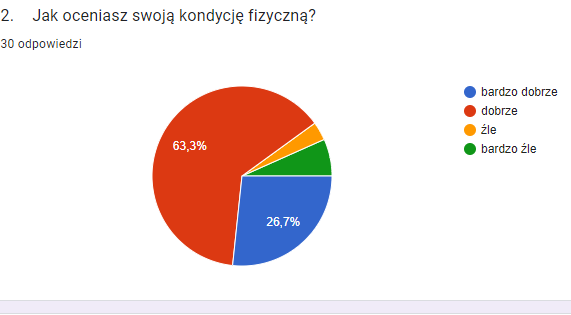 2. Jak oceniasz swoją kondycję fizyczną?
30 odpowiedzi
bardzo dobrze
dobrze
źle
bardzo źle
63,3%
26,7%